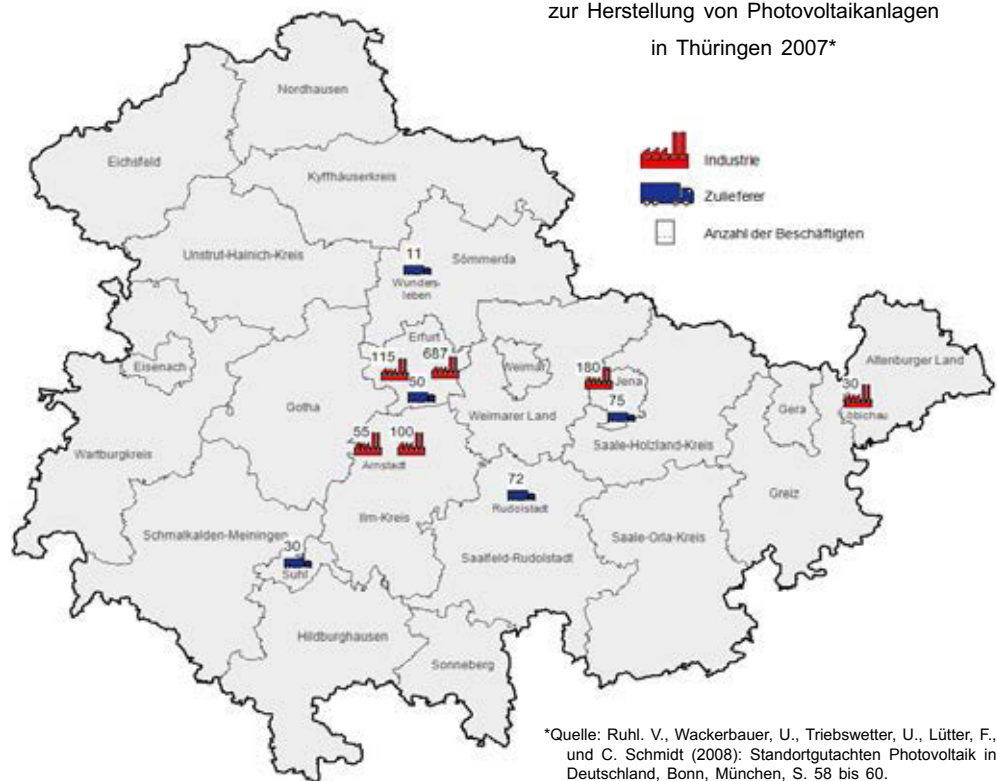 zur Herstellung von Photovoltaikanlagen
in Thüringen 2007*
Industrie
Zulieferer
Anzahl der Beschäftigten
Nordhausen
Eichsfeld
Kyffhäuserkreis
Unstrut-Hainich-Kreis
11
Sömmerda
Wunders-
leben
Erfurt
115
687
50
Eisenach
Weimar
180
Jena
75
Altenburger Land
30
Löbichau
Gotha
Weimarer Land
Gera
Saale-Holzland-Kreis
55
100
Arnstadt
Wartburgkreis
72
Rudolstadt
Greiz
Ilm-Kreis
Schmalkalden-Meiningen
Saale-Orla-Kreis
30
Suhl
Saalfeld-Rudolstadt
Hildburghausen
Sonneberg
*Quelle: Ruhl. V., Wackerbauer, U., Triebswetter, U., Lütter, F.,
und C. Schmidt (2008): Standortgutachten Photovoltaik in
Deutschland, Bonn, München, S. 58 bis 60.